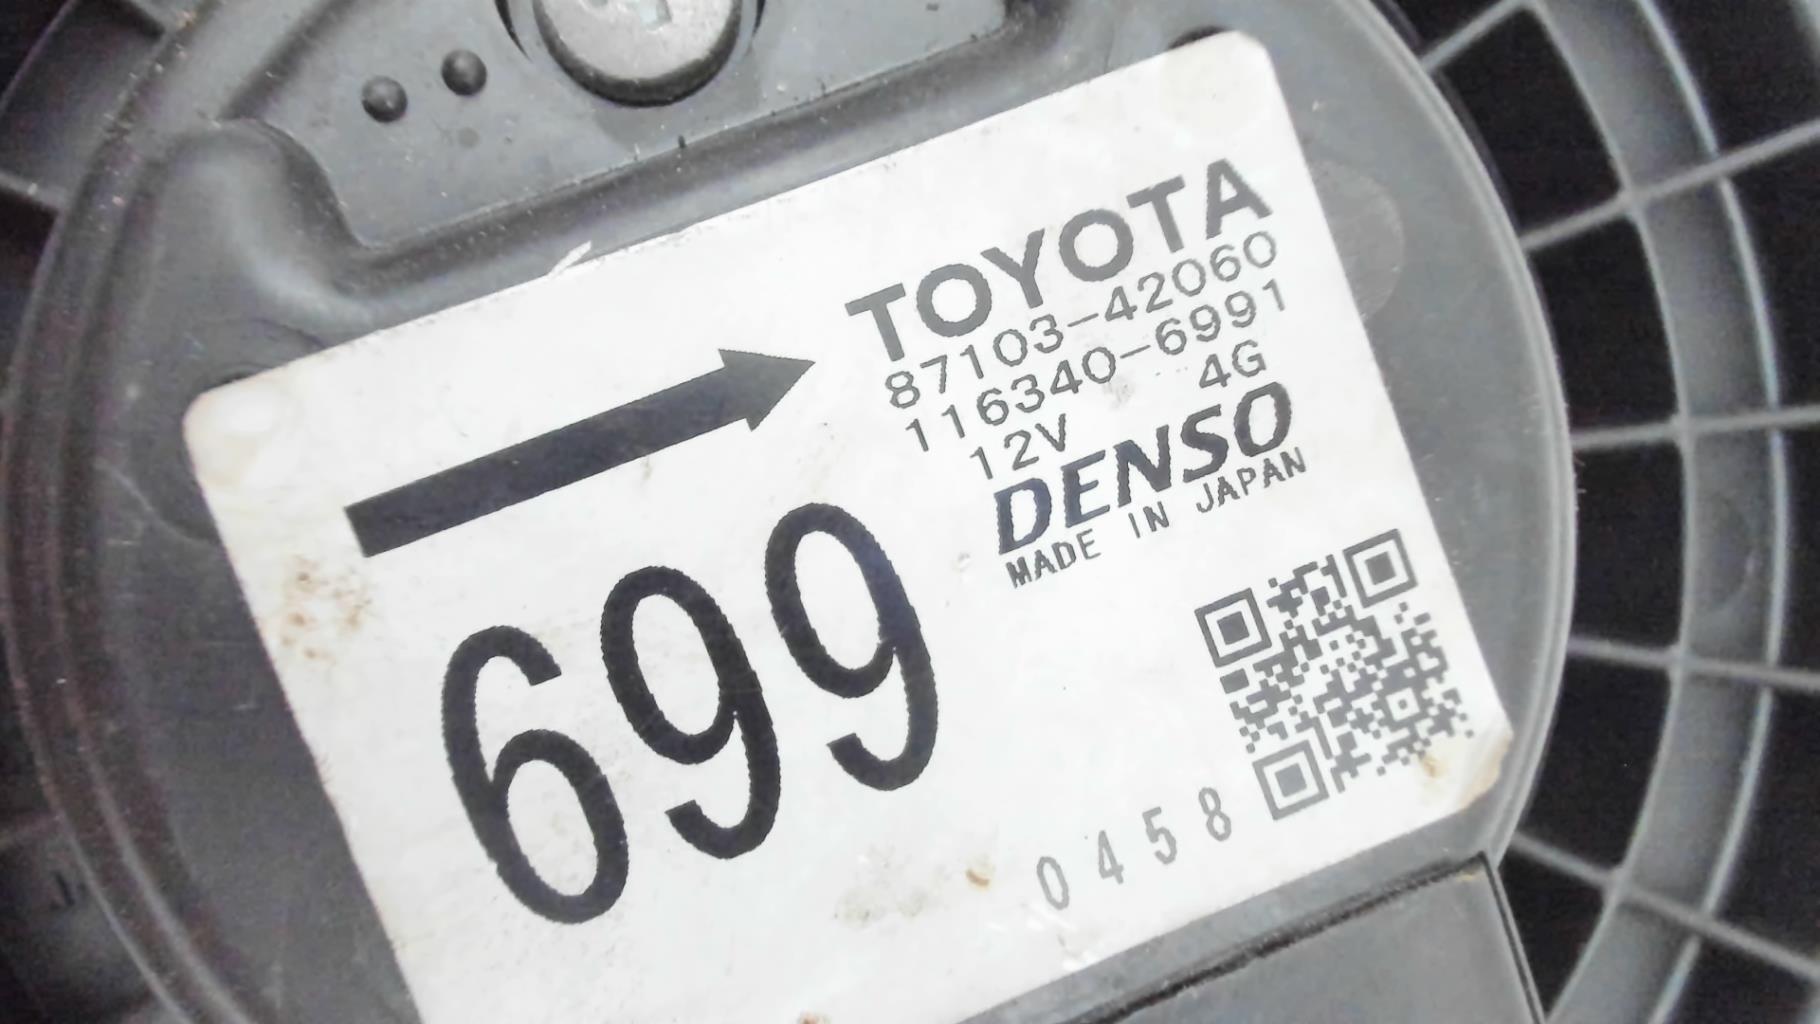 TOYOTA
87103-42060
116340-6991
12V 4G
DENSO
MADE IN JAPAN
699
0458